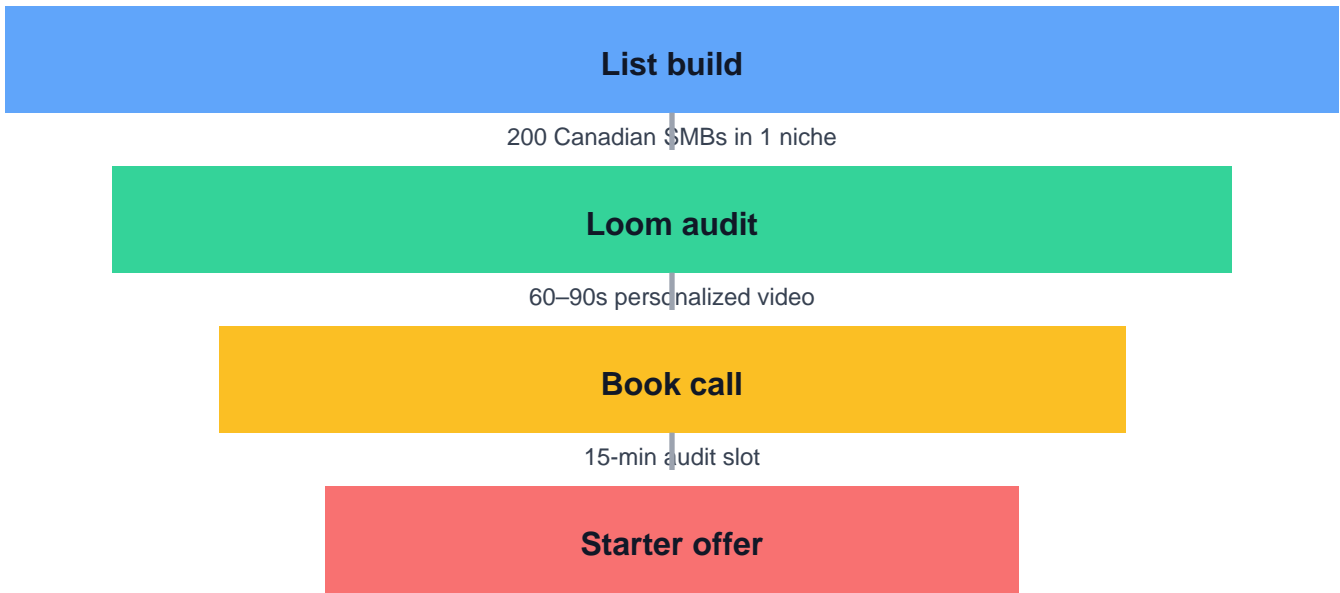 List build
200 Canadian SMBs in 1 niche
Loom audit
60–90s personalized video
Book call
15-min audit slot
Starter offer